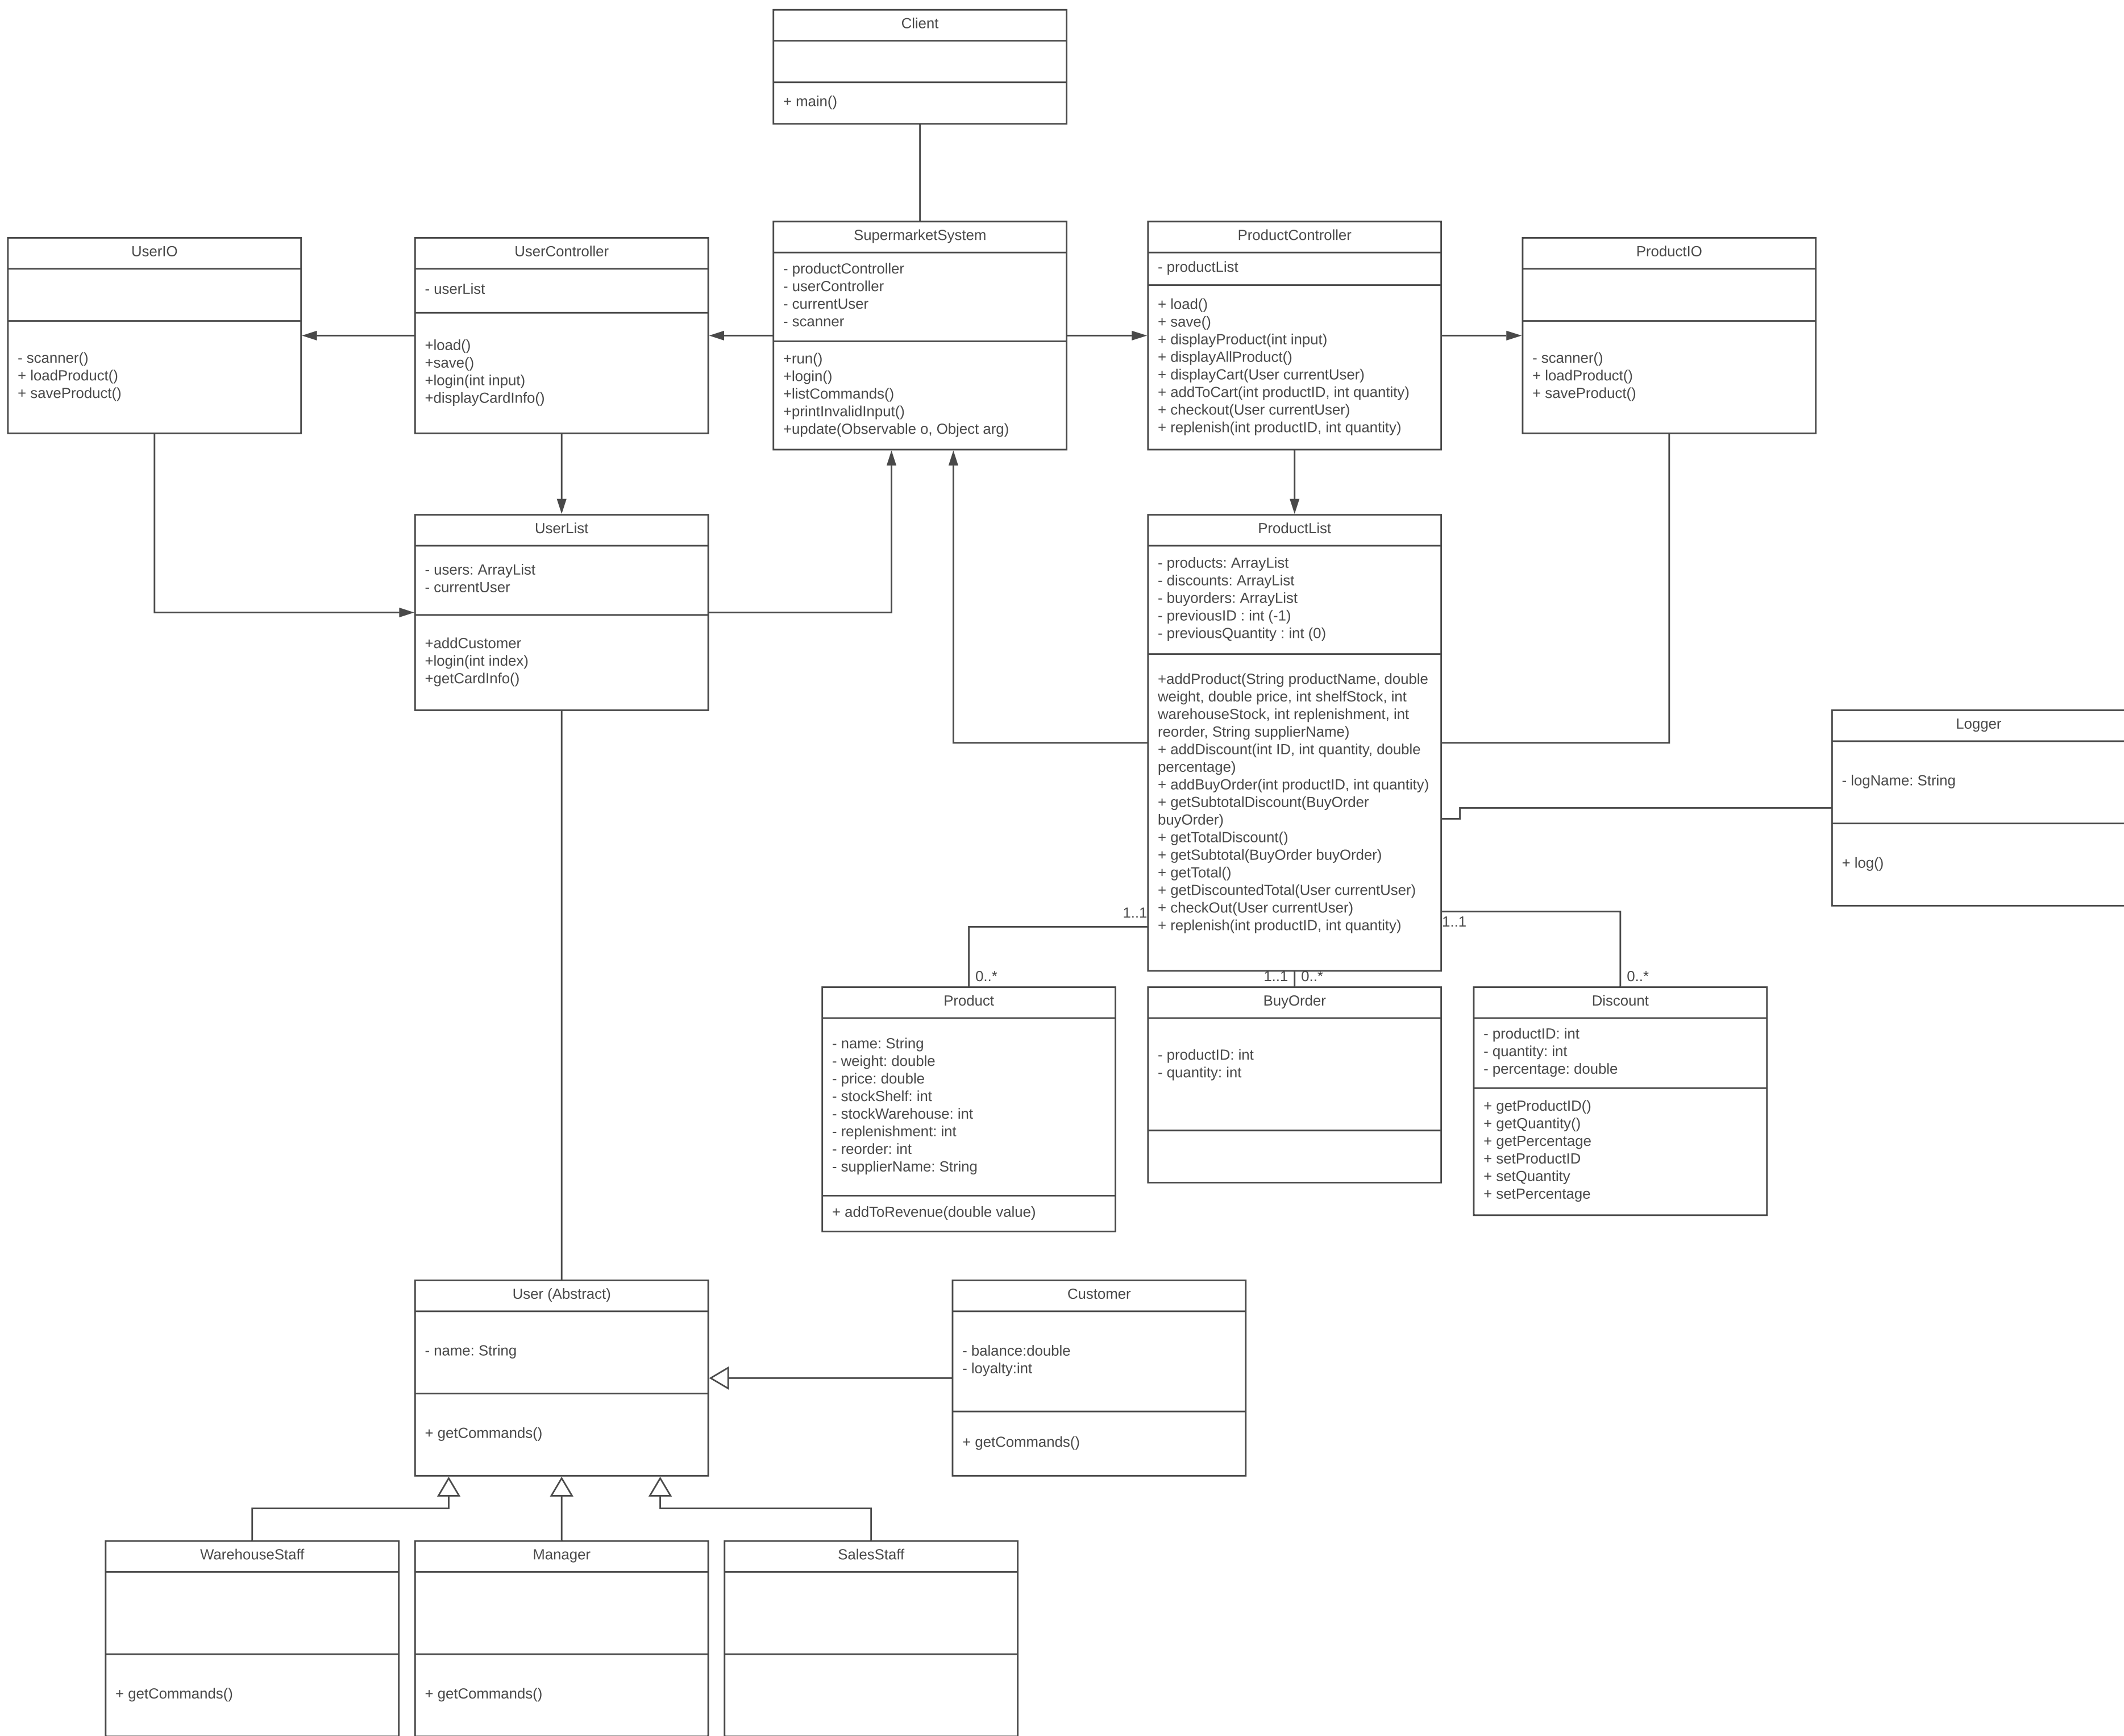 Client
+ main()
UserIO
- scanner()
+ loadProduct()
+ saveProduct()
UserController
- userList
+load()
+save()
+login(int input)
+displayCardInfo()
SupermarketSystem
- productController
- userController
- currentUser
- scanner
+run()
+login()
+listCommands()
+printInvalidInput()
+update(Observable o, Object arg)
ProductController
- productList
+ load()
+ save()
+ displayProduct(int input)
+ displayAllProduct()
+ displayCart(User currentUser)
+ addToCart(int productID, int quantity)
+ checkout(User currentUser)
+ replenish(int productID, int quantity)
ProductIO
- scanner()
+ loadProduct()
+ saveProduct()
UserList
- users: ArrayList
- currentUser
+addCustomer
+login(int index)
+getCardInfo()
ProductList
- products: ArrayList
- discounts: ArrayList
- buyorders: ArrayList
- previousID : int (-1)
- previousQuantity : int (0)
+addProduct(String productName, double
weight, double price, int shelfStock, int
warehouseStock, int replenishment, int
reorder, String supplierName)
+ addDiscount(int ID, int quantity, double
percentage)
+ addBuyOrder(int productID, int quantity)
+ getSubtotalDiscount(BuyOrder
buyOrder)
+ getTotalDiscount()
+ getSubtotal(BuyOrder buyOrder)
+ getTotal()
+ getDiscountedTotal(User currentUser)
+ checkOut(User currentUser)
+ replenish(int productID, int quantity)
Logger
- logName: String
+ log()
1..1
1..1
0..*
1..1
0..*
0..*
Product
- name: String
- weight: double
- price: double
- stockShelf: int
- stockWarehouse: int
- replenishment: int
- reorder: int
- supplierName: String
+ addToRevenue(double value)
BuyOrder
- productID: int
- quantity: int
Discount
- productID: int
- quantity: int
- percentage: double
+ getProductID()
+ getQuantity()
+ getPercentage
+ setProductID
+ setQuantity
+ setPercentage
User (Abstract)
- name: String
+ getCommands()
Customer
- balance:double
- loyalty:int
+ getCommands()
WarehouseStaff
+ getCommands()
Manager
+ getCommands()
SalesStaff